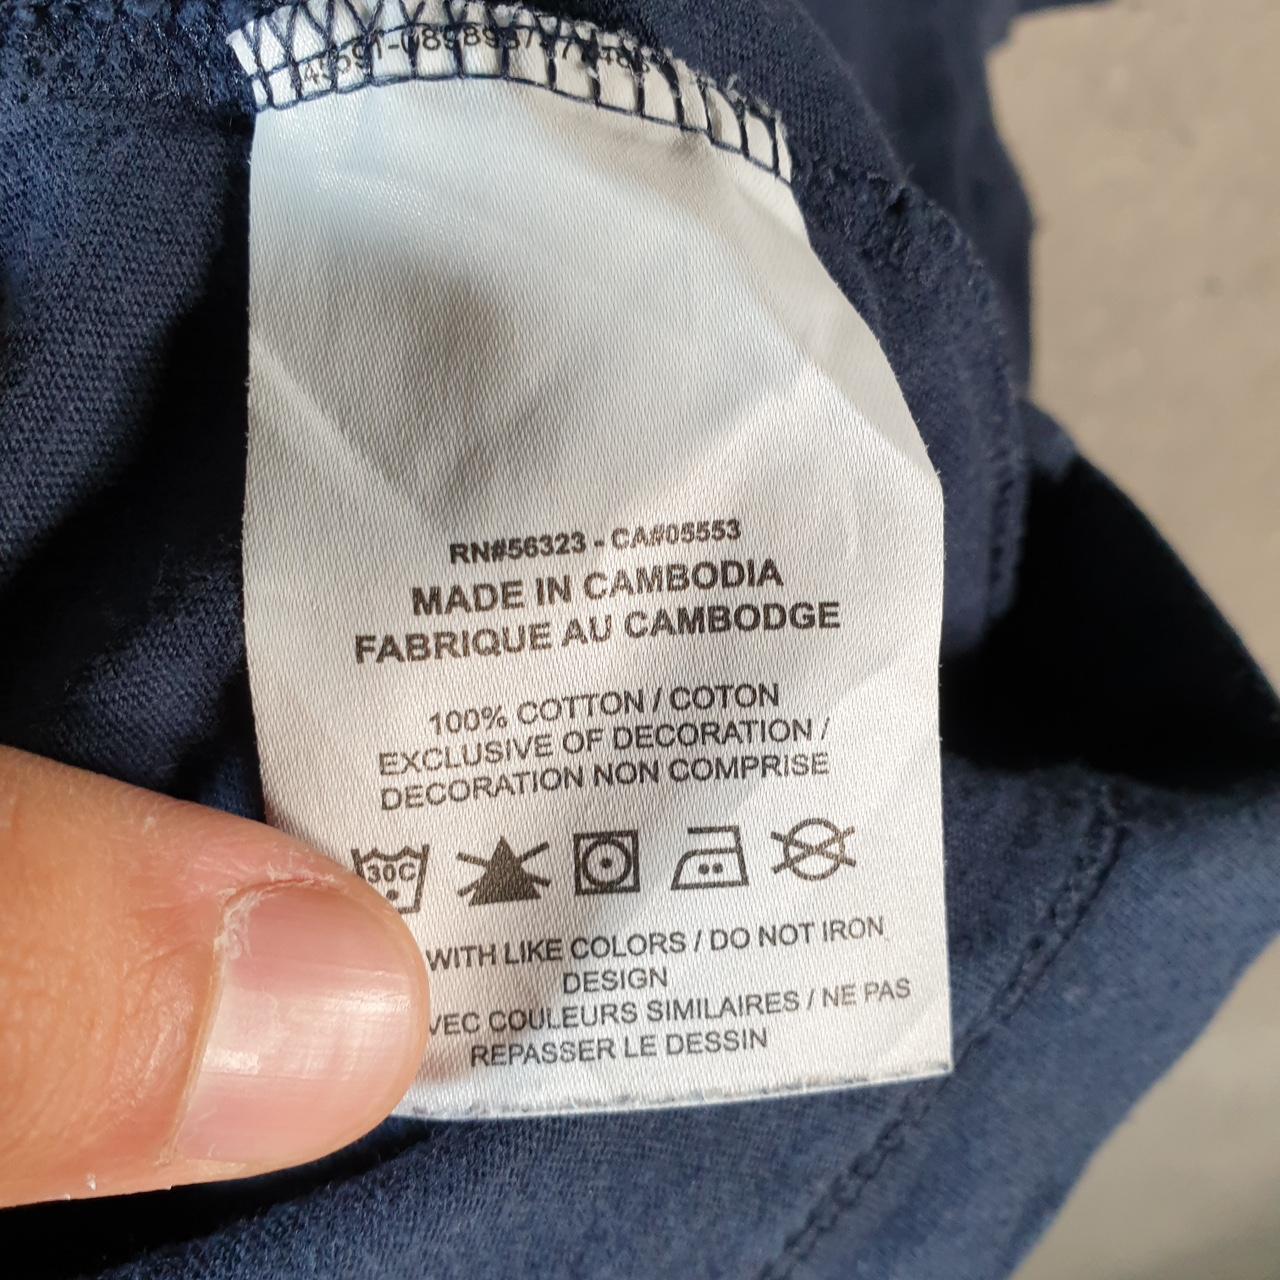 RN#56323 - CA#05553
MADE IN CAMBODIA
FABRIQUE AU CAMBODGE
100% COTTON / COTON
EXCLUSIVE OF DECORATION /
DECORATION NON COMPRISE
30C
WITH LIKE COLORS / DO NOT IRON
DESIGN
COULEURS SIMILAIRES / NE PAS
REPASSER LE DESSIN